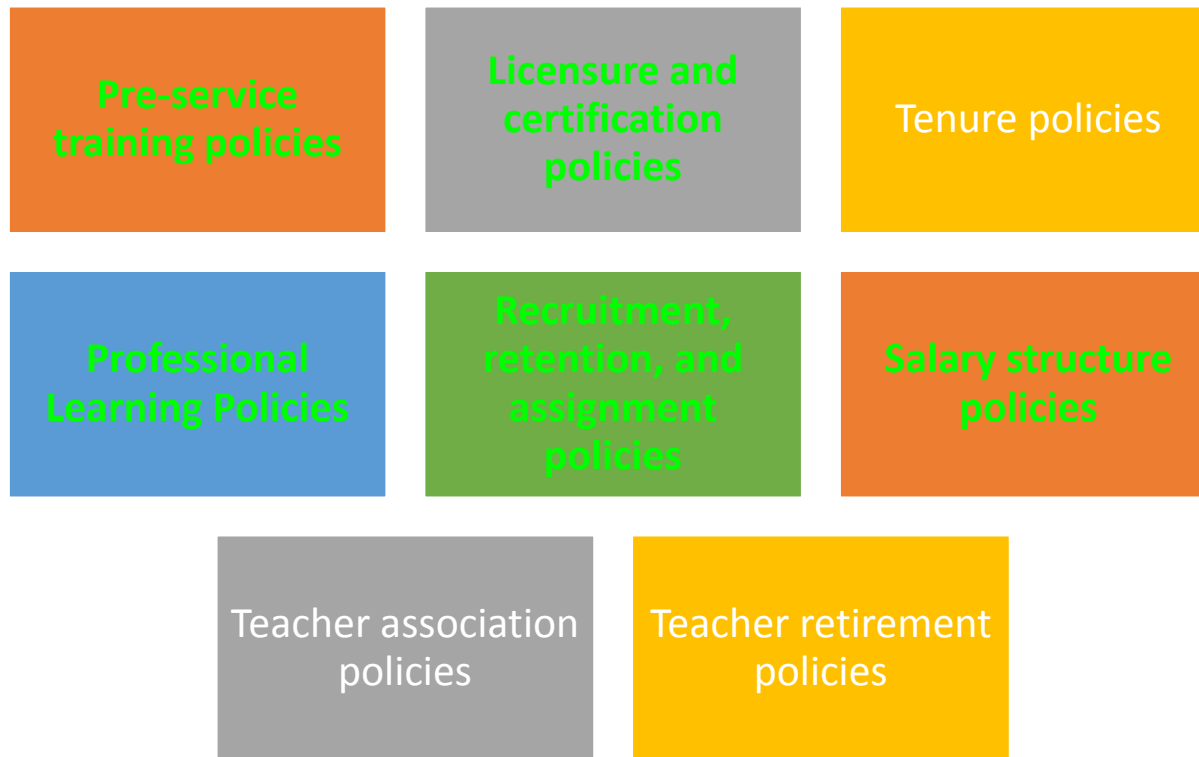 Pre-service
training policies
Licensure and
certification
policies
Tenure policies
Professional
Learning Policies
Recruitment,
retention, and
assignment
policies
Salary structure
policies
Teacher association
policies
Teacher retirement
policies